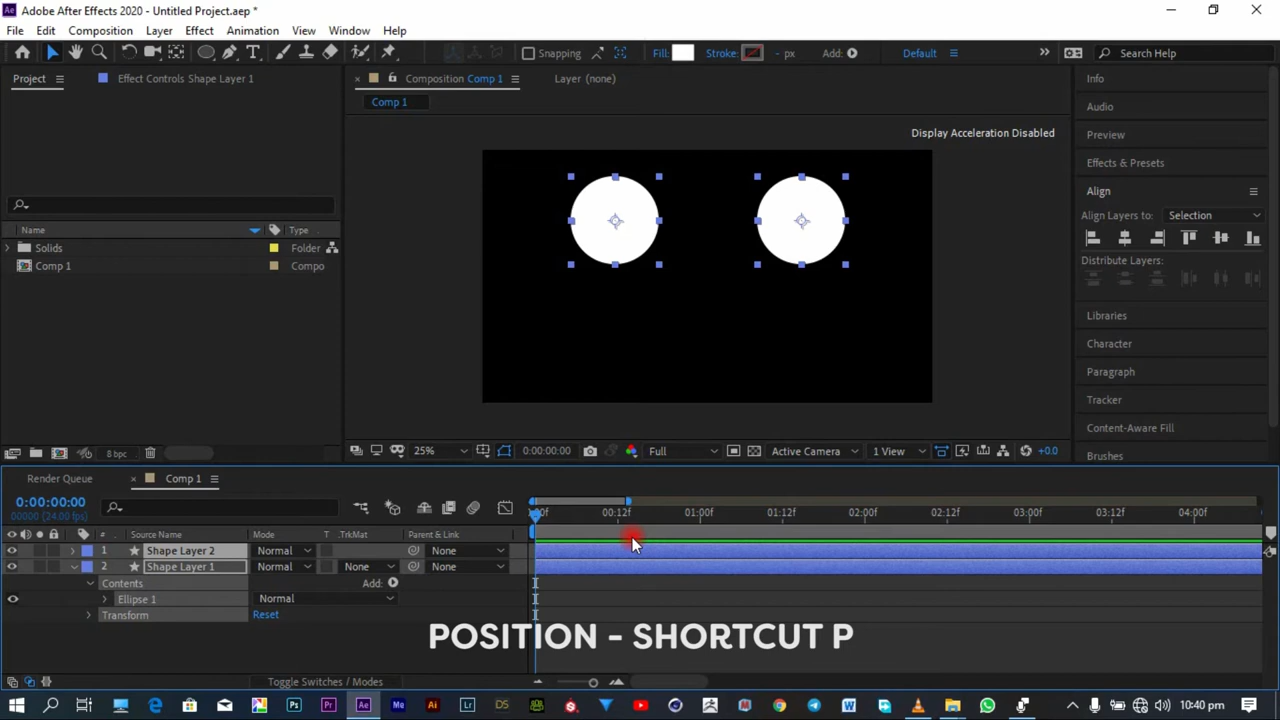 Adobe After Effects 2020 - Untitled Project.aep *
File Edit Composition Layer Effect Animation View Window Help
Snapping Fill: Stroke: - px Add: Default Search Help
Project Effect Controls Shape Layer 1
Composition Comp 1 Layer (none)
Comp 1
Display Acceleration Disabled
Info
Audio
Preview
Effects & Presets
Align
Align Layers to: Selection
Distribute Layers:
Libraries
Character
Paragraph
Tracker
Content-Aware Fill
Brushes
Name Type
Solids Folder
Comp 1 Compo
8 bpc
25% 0:00:00:00 Full Active Camera 1 View +0.0
Render Queue Comp 1
0:00:00:00
00000 (24.00 fps)
# Source Name Mode T .TrkMat Parent & Link
:00f 00:12f 01:00f 01:12f 02:00f 02:12f 03:00f 03:12f 04:00f
1 Shape Layer 2 Normal None
2 Shape Layer 1 Normal None None
Contents Add:
Ellipse 1 Normal
Transform Reset
POSITION - SHORTCUT P
Toggle Switches / Modes
10:40 pm